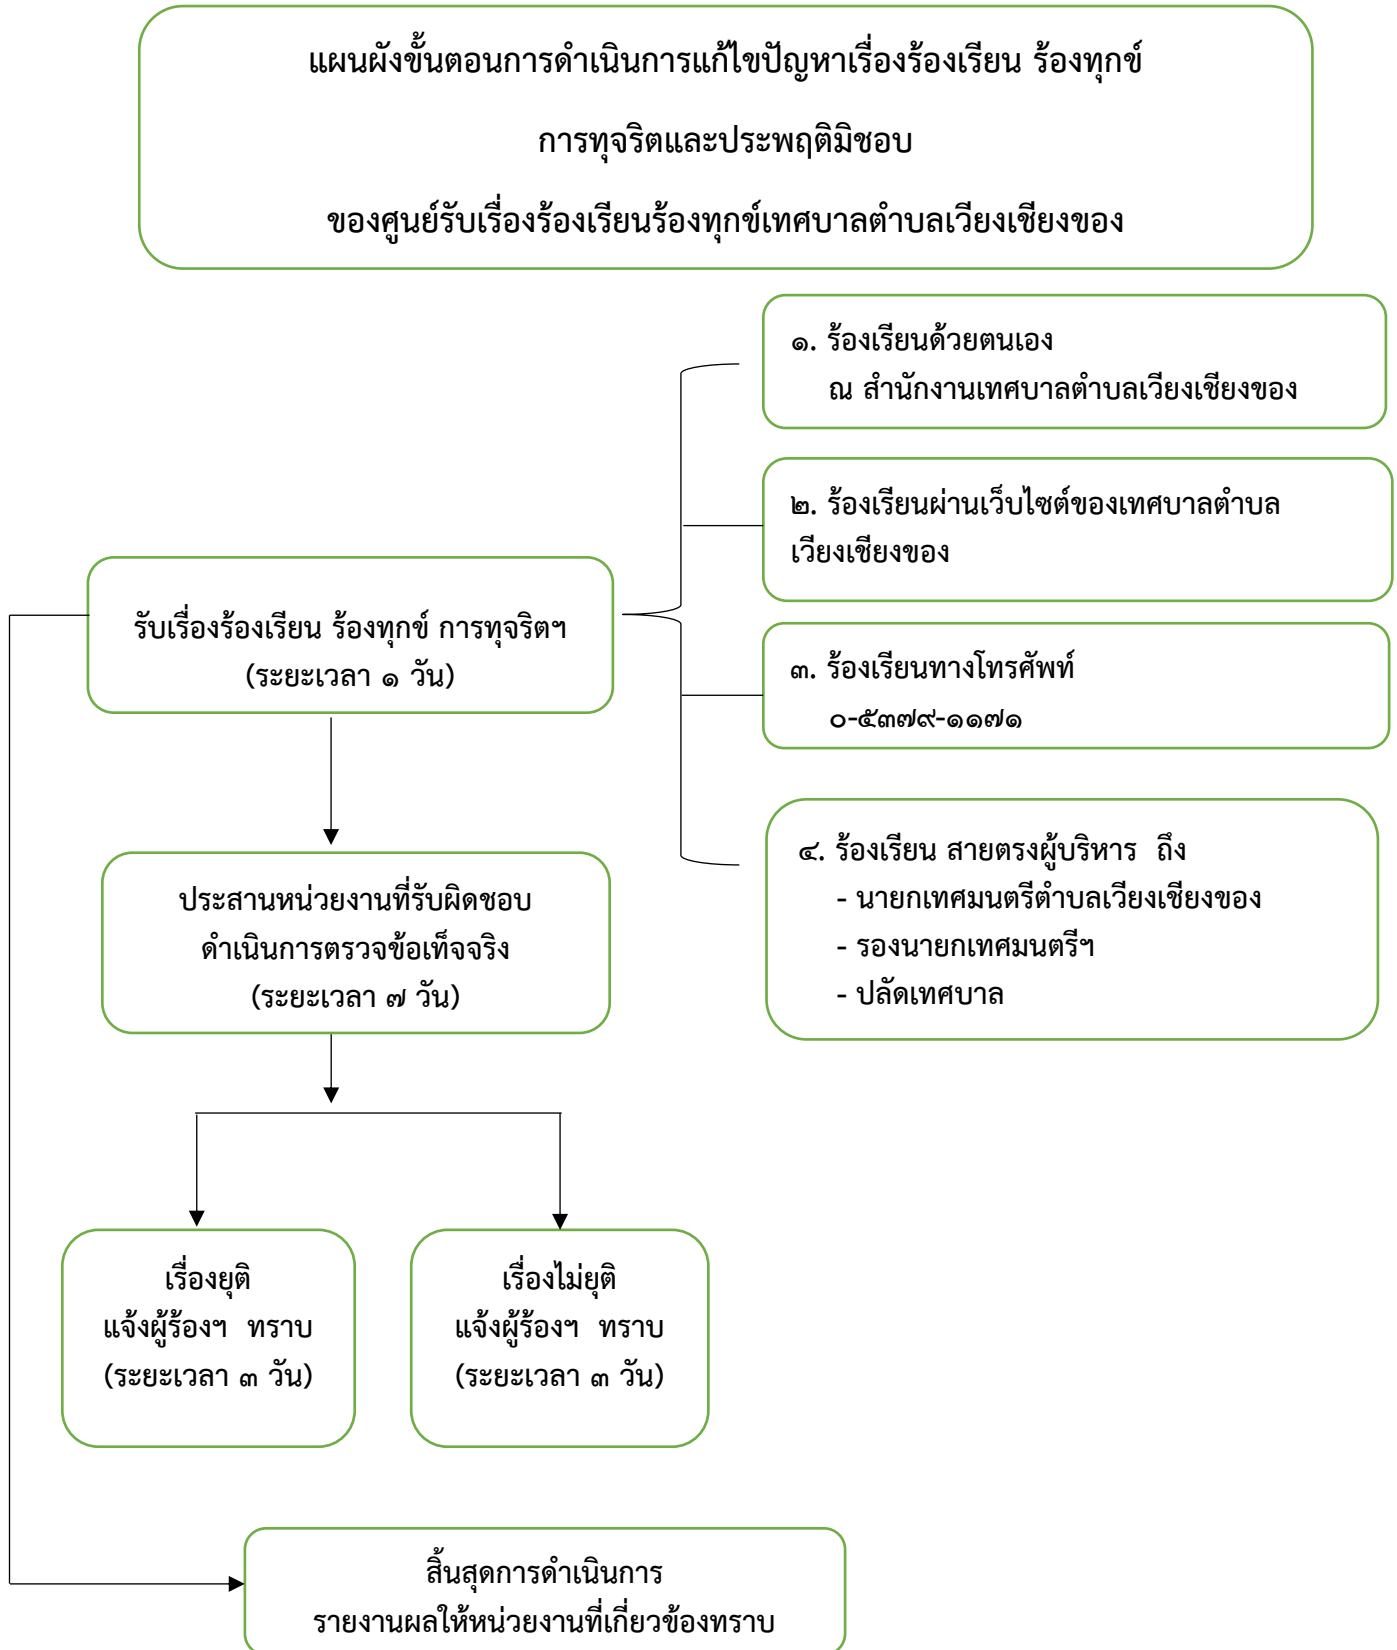 แผนผังขั้นตอนการดำเนินการแก้ไขปัญหาเรื่องร้องเรียน ร้องทุกข์
การทุจริตและประพฤติมิชอบ
ของศูนย์รับเรื่องร้องเรียนร้องทุกข์เทศบาลตำบลเวียงเชียงของ
๑. ร้องเรียนด้วยตนเอง
ณ สำนักงานเทศบาลตำบลเวียงเชียงของ
๒. ร้องเรียนผ่านเว็บไซต์ของเทศบาลตำบล
เวียงเชียงของ
รับเรื่องร้องเรียน ร้องทุกข์ การทุจริตฯ
(ระยะเวลา ๑ วัน)
๓. ร้องเรียนทางโทรศัพท์
๐-๕๓๗๙-๑๑๗๑
๔. ร้องเรียน สายตรงผู้บริหาร ถึง
- นายกเทศมนตรีตำบลเวียงเชียงของ
- รองนายกเทศมนตรีฯ
- ปลัดเทศบาล
ประสานหน่วยงานที่รับผิดชอบ
ดำเนินการตรวจข้อเท็จจริง
(ระยะเวลา ๗ วัน)
เรื่องยุติ
แจ้งผู้ร้องฯ ทราบ
(ระยะเวลา ๓ วัน)
เรื่องไม่ยุติ
แจ้งผู้ร้องฯ ทราบ
(ระยะเวลา ๓ วัน)
สิ้นสุดการดำเนินการ
รายงานผลให้หน่วยงานที่เกี่ยวข้องทราบ